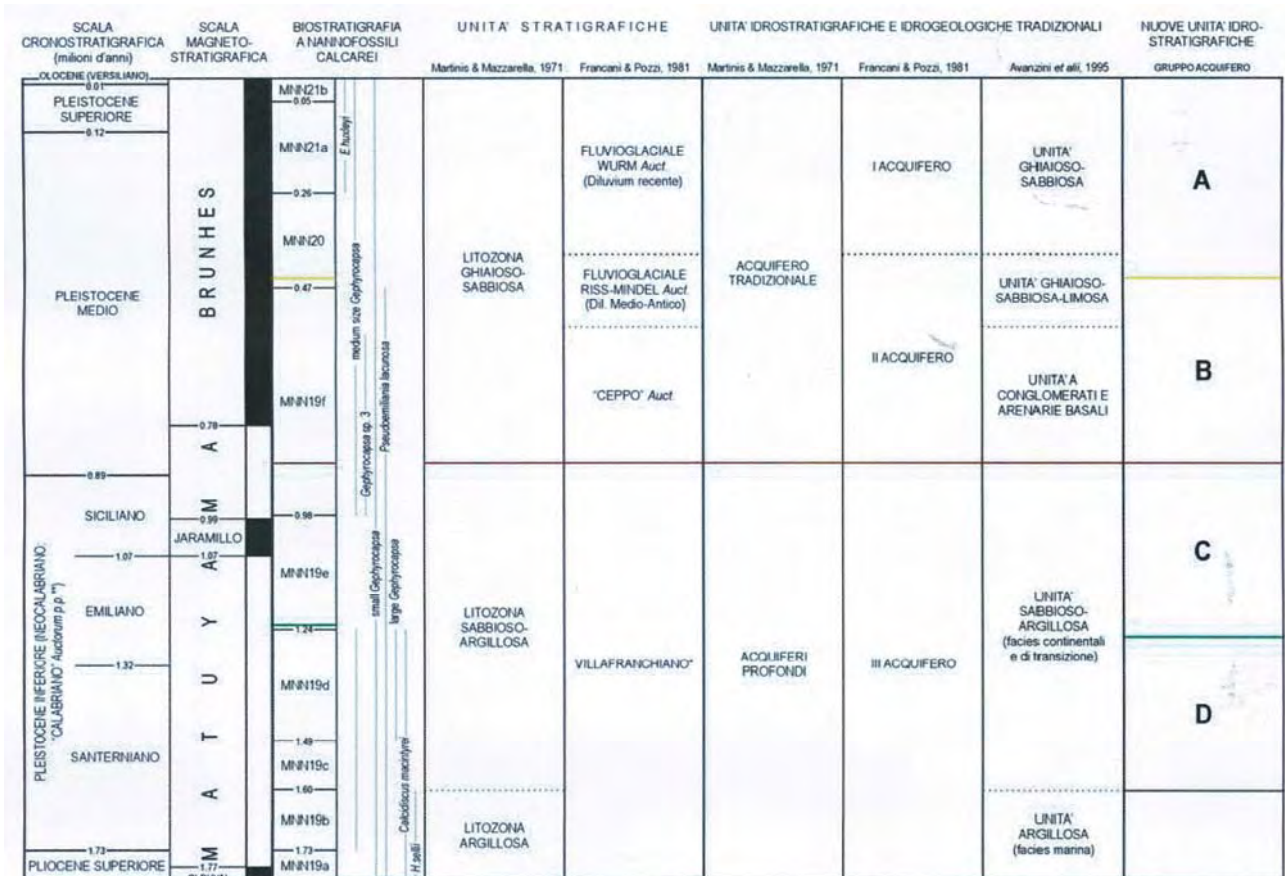 SCALA
CRONOSTRATIGRAFICA
(milioni d'anni)
SCALA
MAGNETO-
STRATIGRAFICA
BIOSTRATIGRAFIA
A NANNOFOSSILI
CALCAREI
UNITA' STRATIGRAFICHE
UNITA' IDROSTRATIGRAFICHE E IDROGEOLOGICHE TRADIZIONALI
NUOVE UNITA' IDRO-
STRATIGRAFICHE
Martinis & Mazzarella, 1971
Francani & Pozzi, 1981
Martinis & Mazzarella, 1971
Francani & Pozzi, 1981
Avanzini et alii, 1995
GRUPPO ACQUIFERO
OLOCENE (VERSILIANO)
0.01
PLEISTOCENE
SUPERIORE
0.12
PLEISTOCENE
MEDIO
0.89
PLEISTOCENE INFERIORE (NEOCALABRIANO;
"CALABRIANO" Auctorum p.p.**)
SICILIANO
1.07
EMILIANO
1.32
SANTERNIANO
1.73
PLIOCENE SUPERIORE
BRUNHES
0.78
MATUYAMA
0.99
JARAMILLO
1.07
M
1.77
MNN21b
0.05
MNN21a
0.26
MNN20
0.47
MNN19f
0.98
MNN19e
1.24
MNN19d
1.49
MNN19c
1.60
MNN19b
1.73
MNN19a
E huxleyi
medium size Gephyrocapsa
Gephyrocapsa sp. 3
Pseudoemiliania lacunosa
small Gephyrocapsa
large Gephyrocapsa
Calcidiscus macintyrei
H.sellii
LITOZONA
GHIAIOSO-
SABBIOSA
LITOZONA
SABBIOSO-
ARGILLOSA
LITOZONA
ARGILLOSA
FLUVIOGLACIALE
WURM Auct.
(Diluvium recente)
FLUVIOGLACIALE
RISS-MINDEL Auct.
(Dil. Medio-Antico)
"CEPPO" Auct.
VILLAFRANCHIANO*
ACQUIFERO
TRADIZIONALE
ACQUIFERI
PROFONDI
I ACQUIFERO
II ACQUIFERO
III ACQUIFERO
UNITA'
GHIAIOSO-
SABBIOSA
UNITA' GHIAIOSO-
SABBIOSA-LIMOSA
UNITA' A
CONGLOMERATI E
ARENARIE BASALI
UNITA'
SABBIOSO-
ARGILLOSA
(facies continentali
e di transizione)
UNITA'
ARGILLOSA
(facies marina)
A
B
C
D